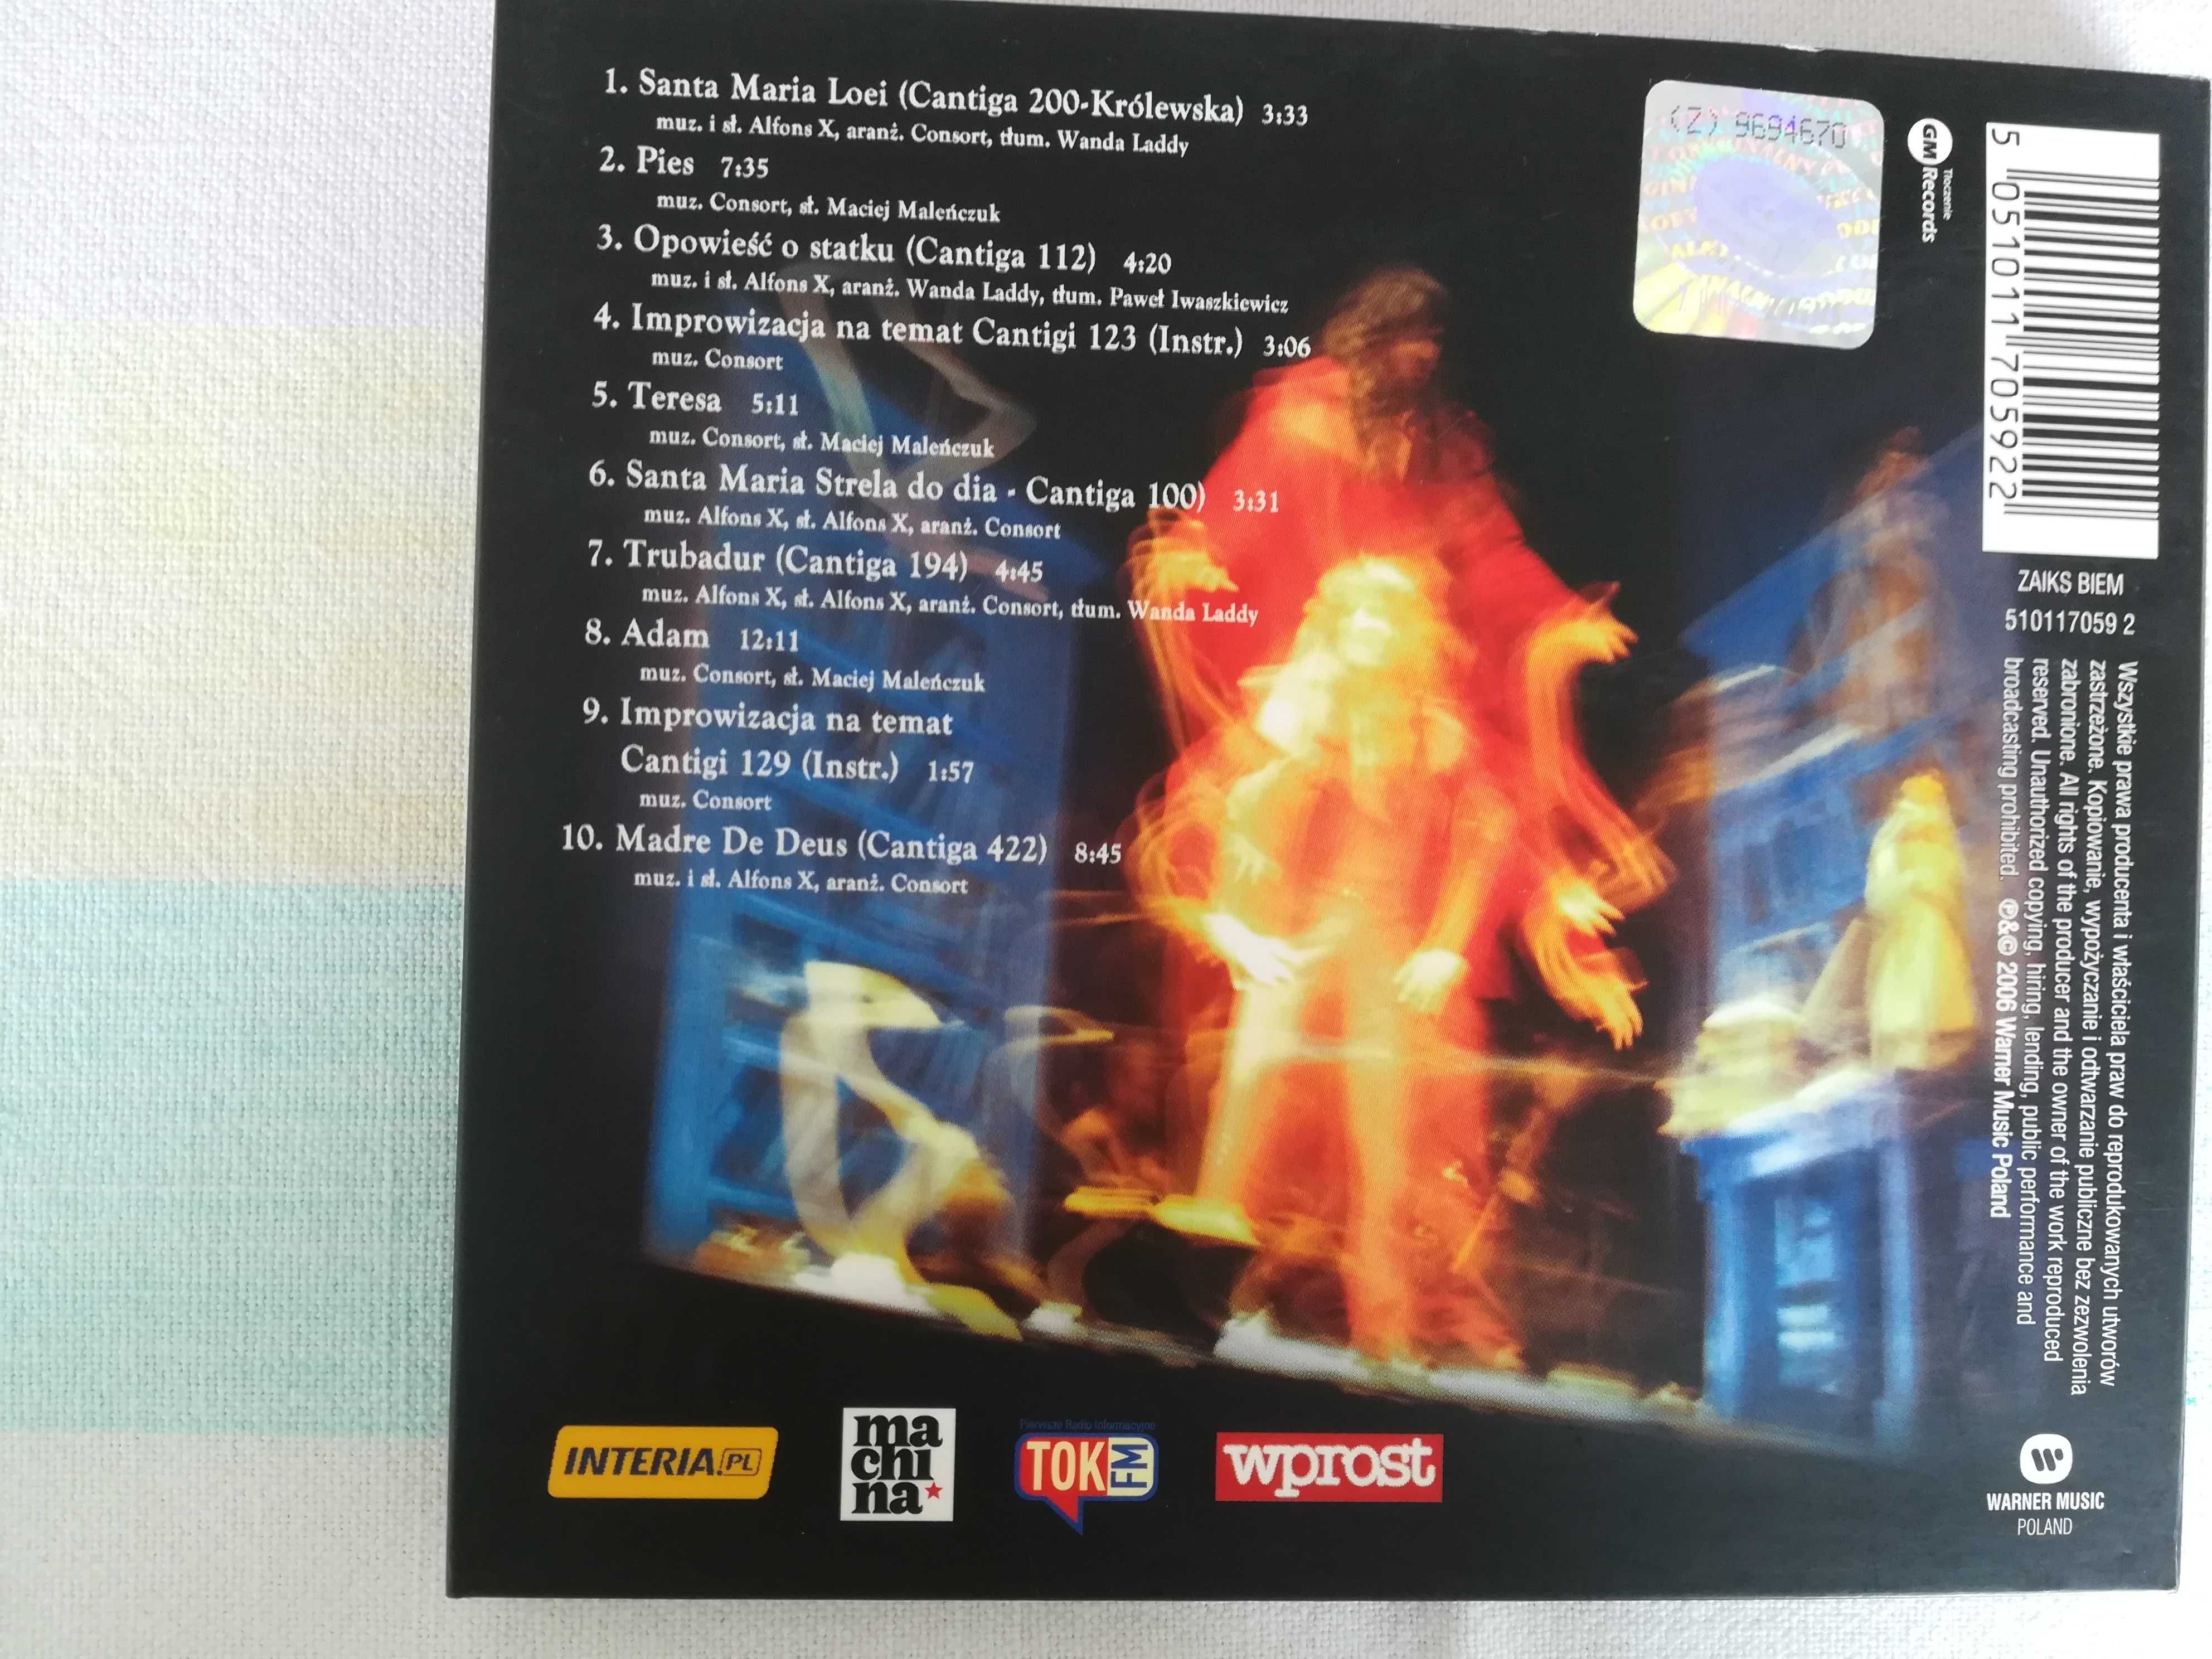 1. Santa Maria Loei (Cantiga 200-Królewska) 3:33
muz. i sł. Alfons X, aranż. Consort, tłum. Wanda Laddy
2. Pies 7:35
muz. Consort, sł. Maciej Maleńczuk
3. Opowieść o statku (Cantiga 112) 4:20
muz. i sł. Alfons X, aranż. Wanda Laddy, tłum. Paweł Iwaszkiewicz
4. Improwizacja na temat Cantigi 123 (Instr.) 3:06
muz. Consort
5. Teresa 5:11
muz. Consort, sł. Maciej Maleńczuk
6. Santa Maria Strela do dia - Cantiga 100) 3:31
muz. Alfons X, sł. Alfons X, aranż. Consort
7. Trubadur (Cantiga 194) 4:45
muz. Alfons X, sł. Alfons X, aranż. Consort, tłum. Wanda Laddy
8. Adam 12:11
muz. Consort, sł. Maciej Maleńczuk
9. Improwizacja na temat
Cantigi 129 (Instr.) 1:57
muz. Consort
10. Madre De Deus (Cantiga 422) 8:45
muz. i sł. Alfons X, aranż. Consort
(Z) 9694670
Tłoczenie
GM Records
5 051011 705922
ZAIKS BIEM
510117059 2
Wszystkie prawa producenta i właściciela praw do reprodukowanych utworów
zastrzeżone. Kopiowanie, wypożyczanie i odtwarzanie publiczne bez zezwolenia
zabronione. All rights of the producer and the owner of the work reproduced
reserved. Unauthorized copying, hiring, lending, public performance and
broadcasting prohibited. ℗&© 2006 Warner Music Poland
INTERIA.PL
ma
chi
na
Pierwsze Radio Informacyjne
TOK FM
wprost
WARNER MUSIC
POLAND